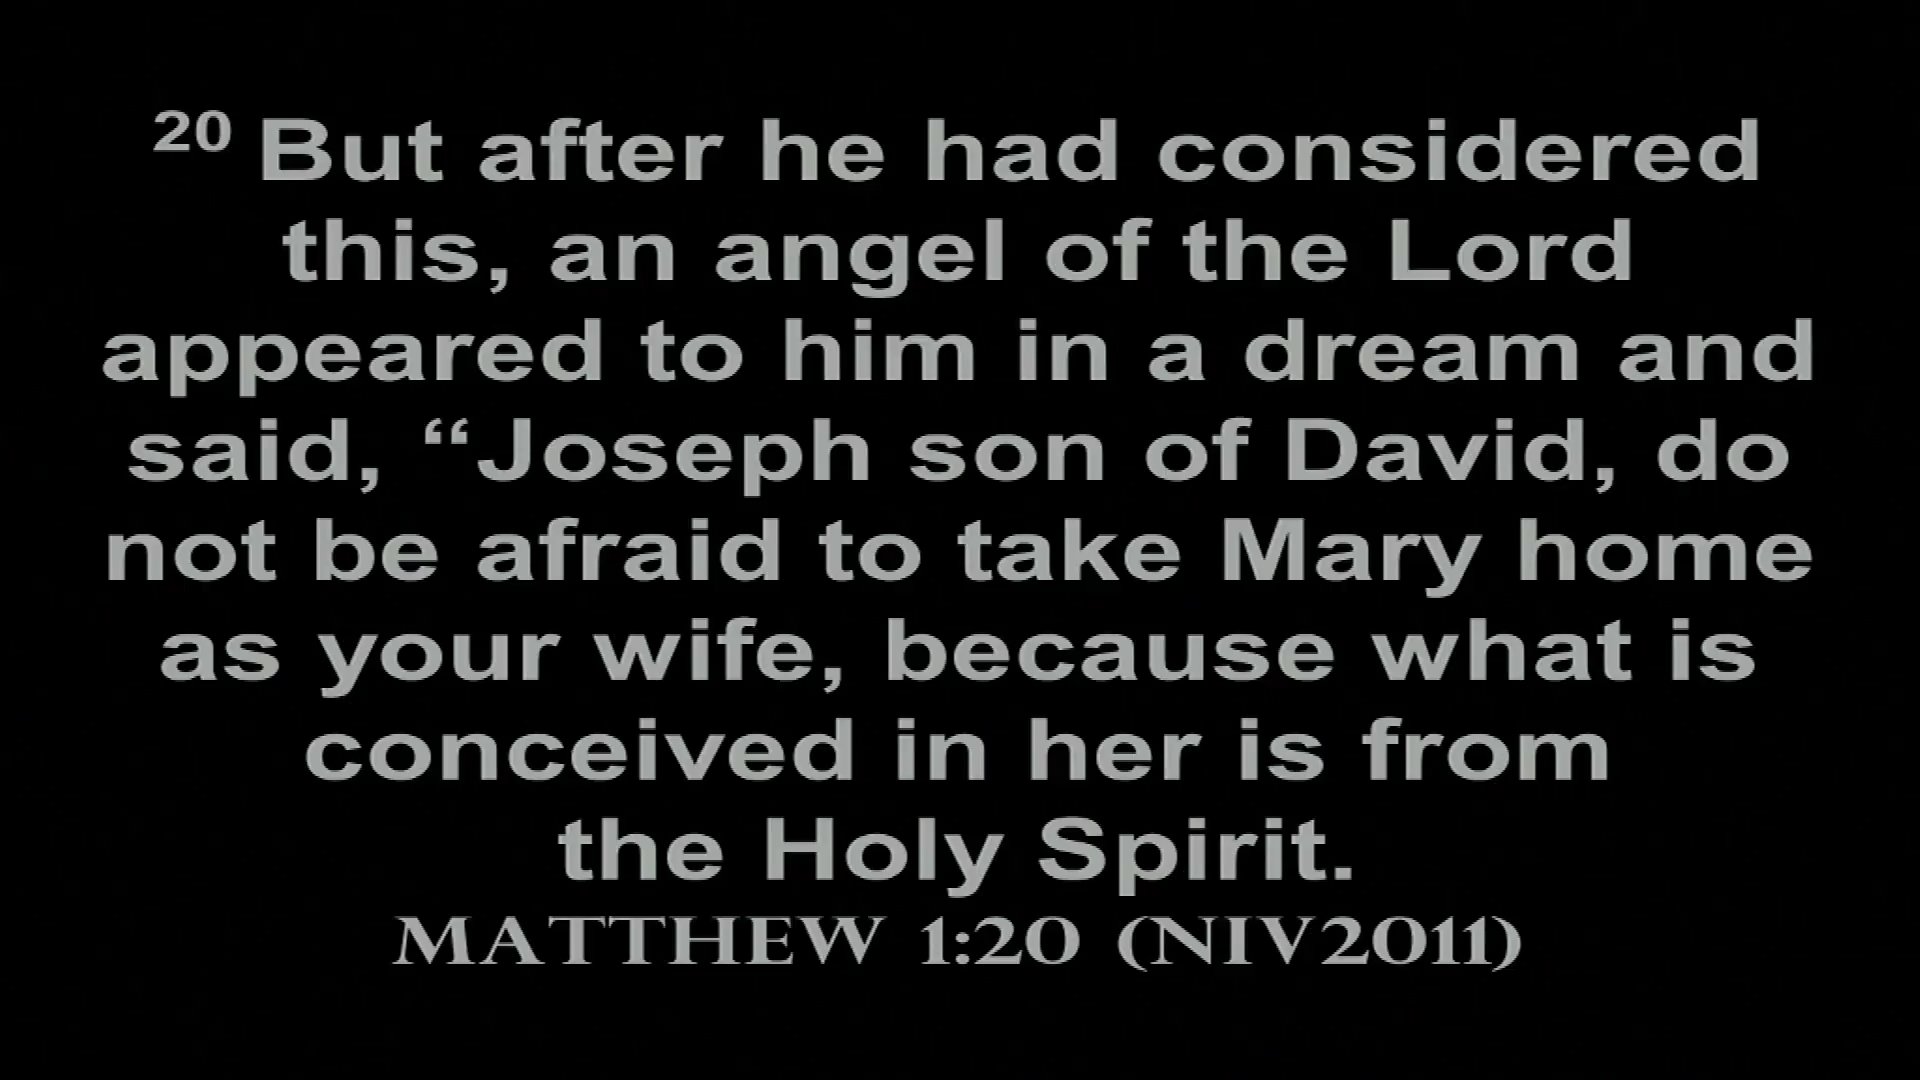 20 But after he had considered
this, an angel of the Lord
appeared to him in a dream and
said, “Joseph son of David, do
not be afraid to take Mary home
as your wife, because what is
conceived in her is from
the Holy Spirit.
MATTHEW 1:20 (NIV2011)